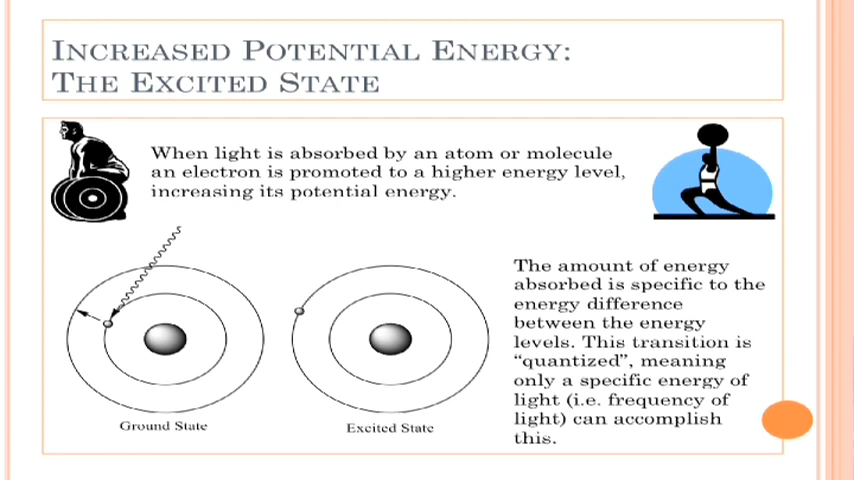 INCREASED POTENTIAL ENERGY:
THE EXCITED STATE
When light is absorbed by an atom or molecule
an electron is promoted to a higher energy level,
increasing its potential energy.
The amount of energy
absorbed is specific to the
energy difference
between the energy
levels. This transition is
“quantized”, meaning
only a specific energy of
light (i.e. frequency of
light) can accomplish
this.
Ground State
Excited State